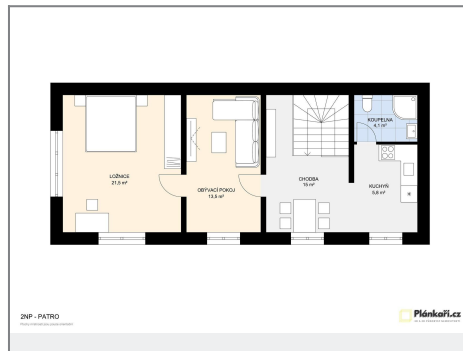 KOUPELNA
4,1 m²
LOŽNICE
21,5 m²
OBÝVACÍ POKOJ
13,5 m²
CHODBA
15 m²
KUCHYŇ
5,8 m²
2NP - PATRO
Plánkaři.cz